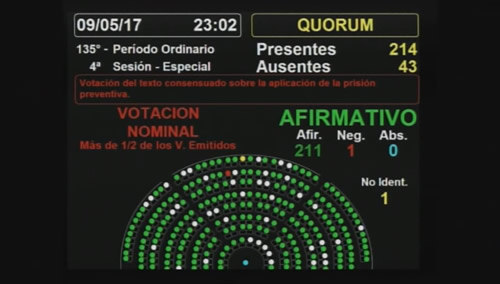 09/05/17 23:02
QUORUM
135º - Período Ordinario
4ª Sesión - Especial
Presentes 214
Ausentes 43
Votación del texto consensuado sobre la aplicación de la prisión
preventiva.
VOTACION
NOMINAL
Más de 1/2 de los V. Emitidos
AFIRMATIVO
Afir. Neg. Abs.
211 1 0
No Ident.
1